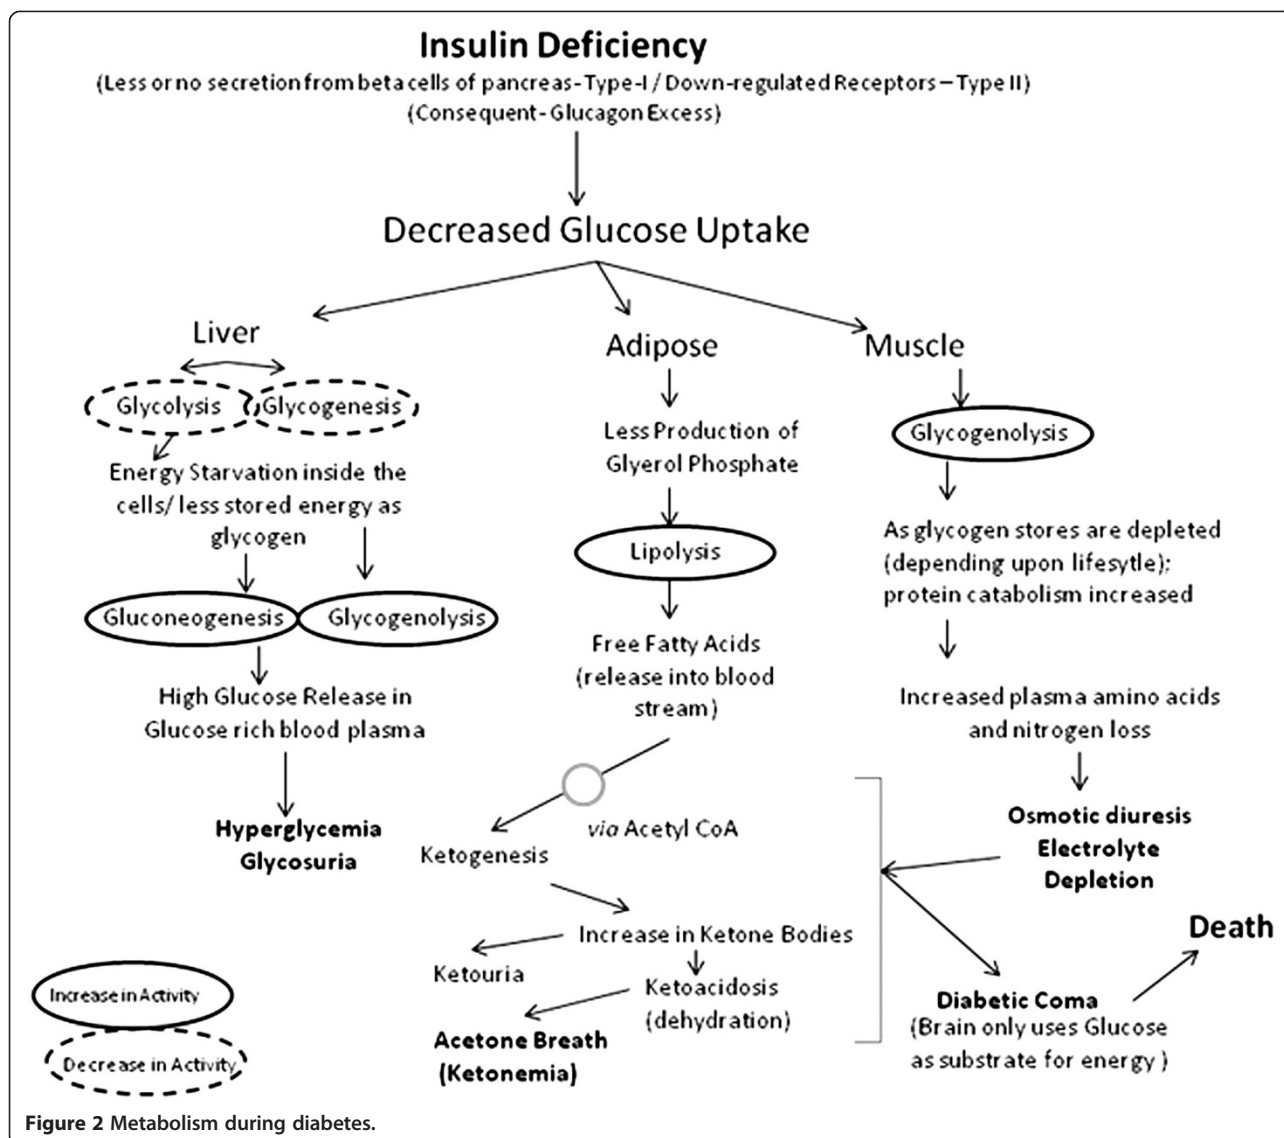 Insulin Deficiency
(Less or no secretion from beta cells of pancreas- Type-I / Down-regulated Receptors – Type II)
(Consequent- Glucagon Excess)
Decreased Glucose Uptake
Liver
Adipose
Muscle
Glycolysis
Glycogenesis
Less Production of
Glyerol Phosphate
Glycogenolysis
Energy Starvation inside the
cells/ less stored energy as
glycogen
Lipolysis
As glycogen stores are depleted
(depending upon lifesytle);
protein catabolism increased
Gluconeogenesis
Glycogenolysis
Free Fatty Acids
(release into blood
stream)
High Glucose Release in
Glucose rich blood plasma
Increased plasma amino acids
and nitrogen loss
Hyperglycemia
Glycosuria
via Acetyl CoA
Ketogenesis
Osmotic diuresis
Electrolyte
Depletion
Increase in Ketone Bodies
Ketouria
Ketoacidosis
(dehydration)
Acetone Breath
(Ketonemia)
Death
Diabetic Coma
(Brain only uses Glucose
as substrate for energy )
Increase in Activity
Decrease in Activity
Figure 2 Metabolism during diabetes.